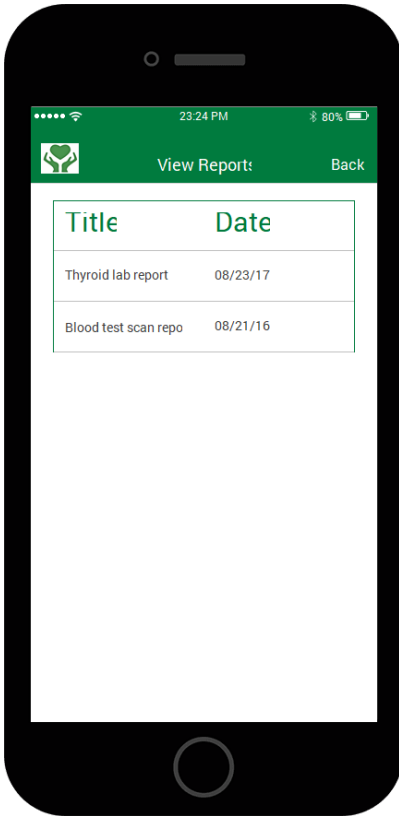 23:24 PM 80%
View Reports Back
Title Date
Thyroid lab report 08/23/17
Blood test scan repo 08/21/16